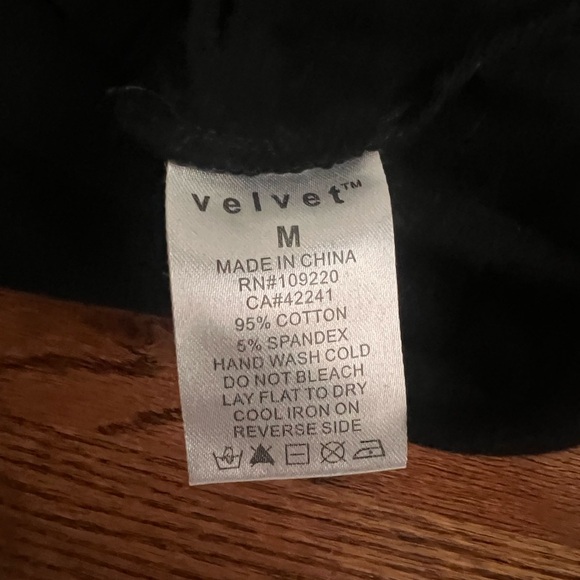 velvet™
M
MADE IN CHINA
RN#109220
CA#42241
95% COTTON
5% SPANDEX
HAND WASH COLD
DO NOT BLEACH
LAY FLAT TO DRY
COOL IRON ON
REVERSE SIDE